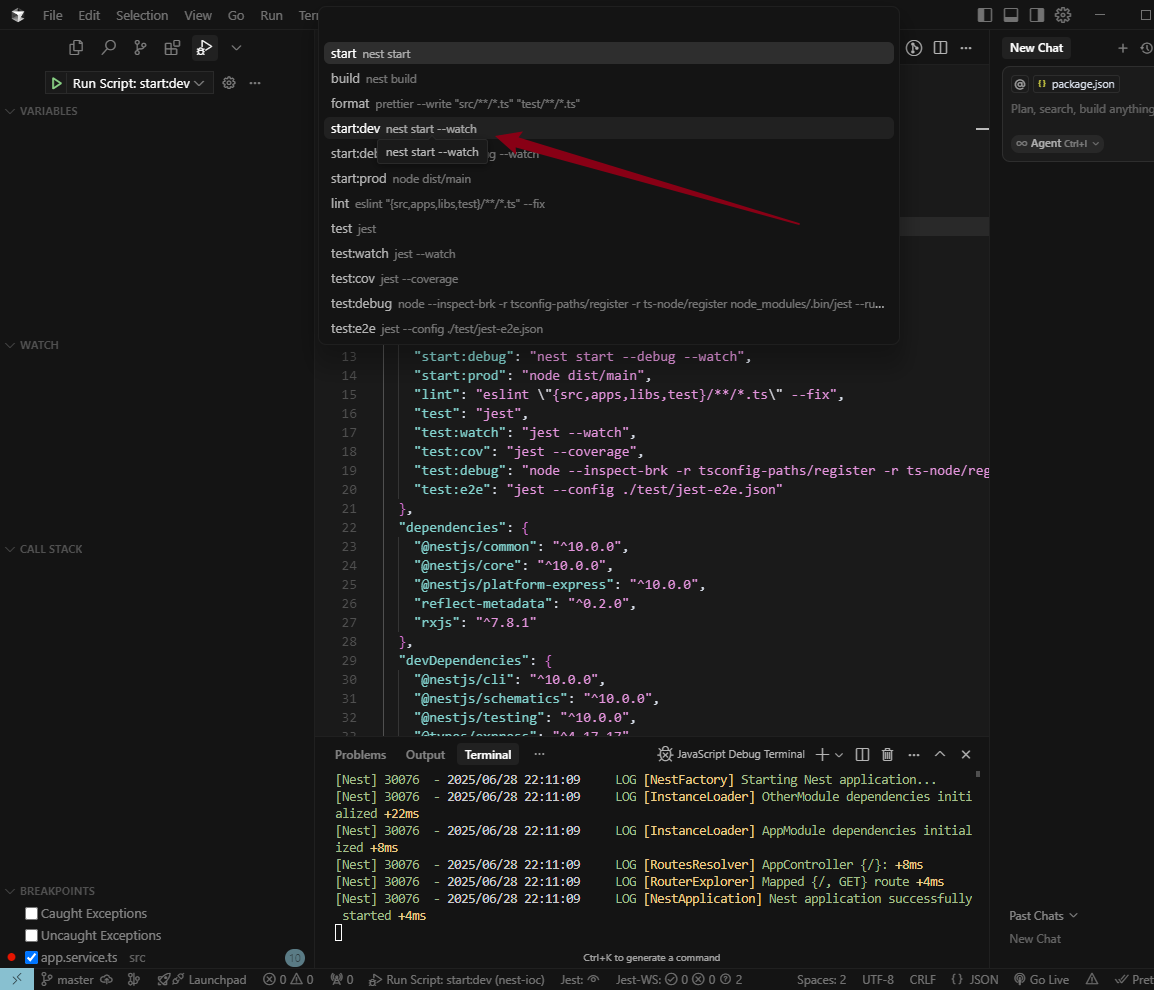 File Edit Selection View Go Run Ter
Run Script: start:dev
VARIABLES
WATCH
CALL STACK
BREAKPOINTS
Caught Exceptions
Uncaught Exceptions
app.service.ts src 10
start nest start
build nest build
format prettier --write "src/**/*.ts" "test/**/*.ts"
start:dev nest start --watch
nest start --watch
start:del g --watch
start:prod node dist/main
lint eslint "{src,apps,libs,test}/**/*.ts" --fix
test jest
test:watch jest --watch
test:cov jest --coverage
test:debug node --inspect-brk -r tsconfig-paths/register -r ts-node/register node_modules/.bin/jest --ru...
test:e2e jest --config ./test/jest-e2e.json
13 "start:debug": "nest start --debug --watch",
14 "start:prod": "node dist/main",
15 "lint": "eslint \"{src,apps,libs,test}/**/*.ts\" --fix",
16 "test": "jest",
17 "test:watch": "jest --watch",
18 "test:cov": "jest --coverage",
19 "test:debug": "node --inspect-brk -r tsconfig-paths/register -r ts-node/reg
20 "test:e2e": "jest --config ./test/jest-e2e.json"
21 },
22 "dependencies": {
23 "@nestjs/common": "^10.0.0",
24 "@nestjs/core": "^10.0.0",
25 "@nestjs/platform-express": "^10.0.0",
26 "reflect-metadata": "^0.2.0",
27 "rxjs": "^7.8.1"
28 },
29 "devDependencies": {
30 "@nestjs/cli": "^10.0.0",
31 "@nestjs/schematics": "^10.0.0",
32 "@nestjs/testing": "^10.0.0",
33 "@types/express": "^4.17.17"
Problems Output Terminal ... JavaScript Debug Terminal
[Nest] 30076 - 2025/06/28 22:11:09 LOG [NestFactory] Starting Nest application...
[Nest] 30076 - 2025/06/28 22:11:09 LOG [InstanceLoader] OtherModule dependencies initi
alized +22ms
[Nest] 30076 - 2025/06/28 22:11:09 LOG [InstanceLoader] AppModule dependencies initial
ized +8ms
[Nest] 30076 - 2025/06/28 22:11:09 LOG [RoutesResolver] AppController {/}: +8ms
[Nest] 30076 - 2025/06/28 22:11:09 LOG [RouterExplorer] Mapped {/, GET} route +4ms
[Nest] 30076 - 2025/06/28 22:11:09 LOG [NestApplication] Nest application successfully
started +4ms
Ctrl+K to generate a command
New Chat
@ {} package.json
Plan, search, build anything
∞ Agent Ctrl+I
Past Chats
New Chat
master Launchpad 0 0 0 Run Script: start:dev (nest-ioc) Jest: Jest-WS: 0 0 2 Spaces: 2 UTF-8 CRLF {} JSON Go Live Pret